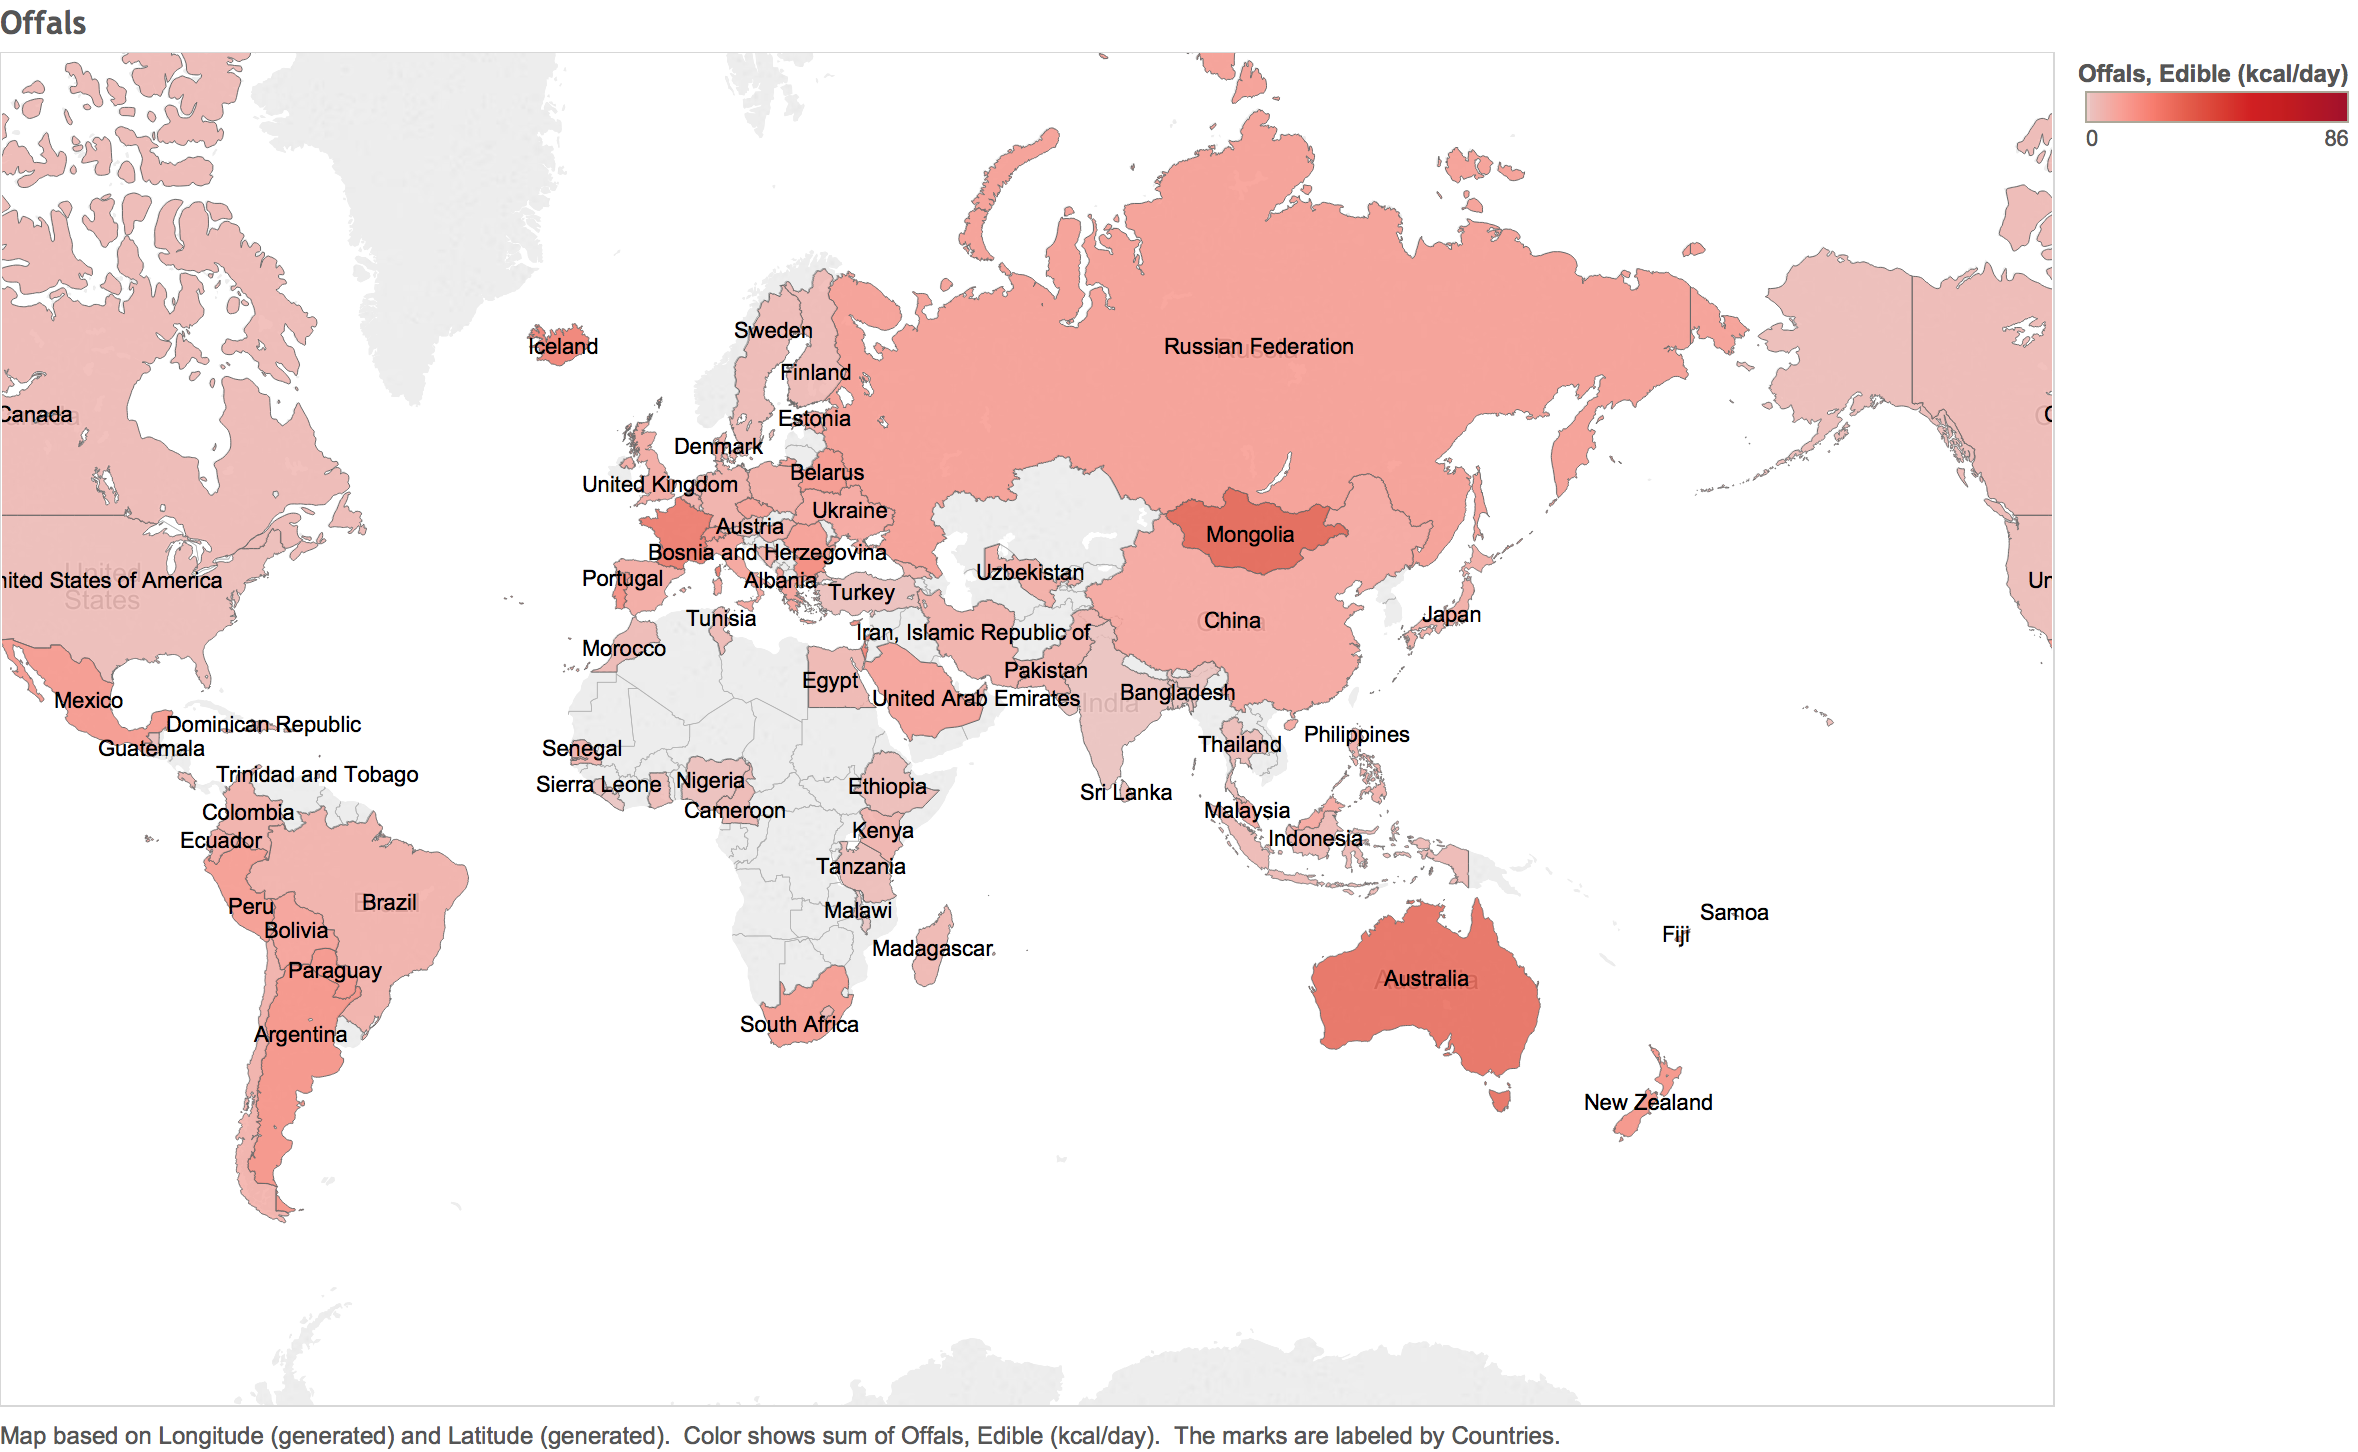 Offals
Offals, Edible (kcal/day)
0 86
Iceland
Sweden
Russian Federation
Finland
Canada
Estonia
Denmark
Belarus
United Kingdom
Ukraine
Austria
Mongolia
Bosnia and Herzegovina
Uzbekistan
Portugal
Albania
nited States of America
United
States
Ur
Turkey
Tunisia
China
Japan
Iran, Islamic Republic of
Morocco
Pakistan
Egypt
Bangladesh
United Arab Emirates
India
Mexico
Dominican Republic
Guatemala
Senegal
Philippines
Thailand
Trinidad and Tobago
Sierra Leone
Nigeria
Ethiopia
Sri Lanka
Colombia
Cameroon
Malaysia
Ecuador
Kenya
Indonesia
Tanzania
Brazil
Peru
Malawi
Samoa
Bolivia
Fiji
Madagascar
Paraguay
Australia
South Africa
Argentina
New Zealand
Map based on Longitude (generated) and Latitude (generated).  Color shows sum of Offals, Edible (kcal/day).  The marks are labeled by Countries.